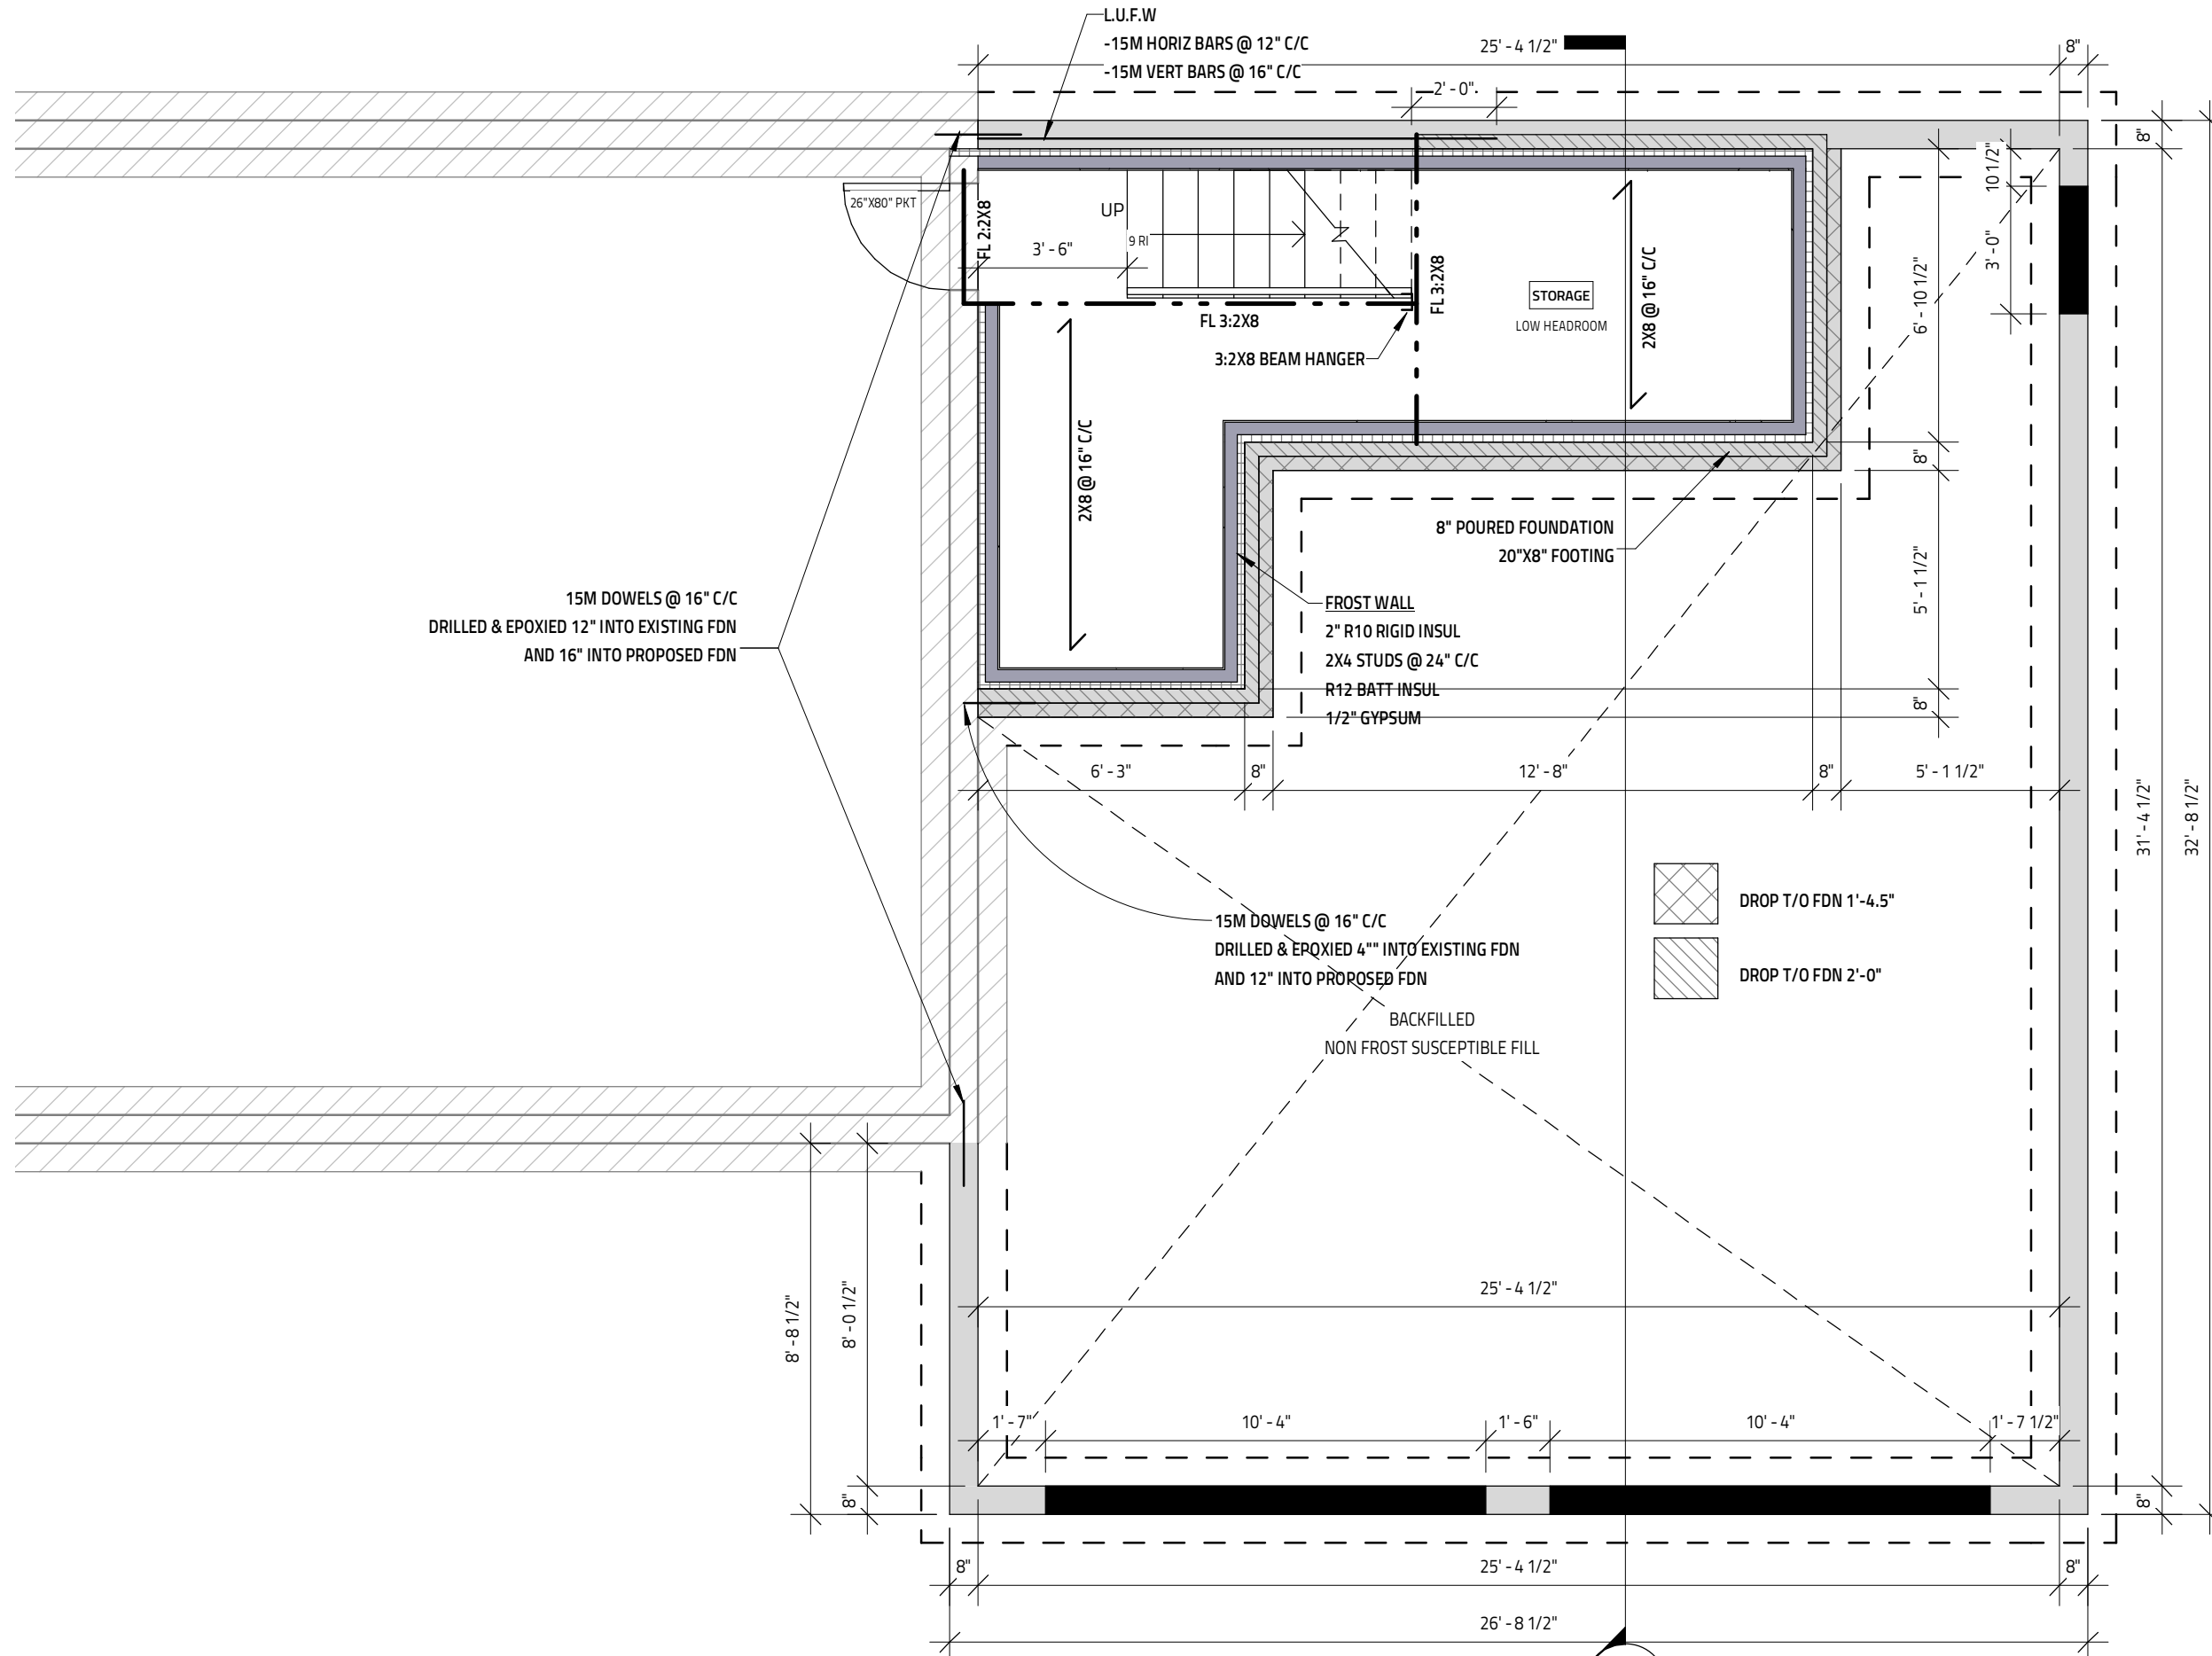 L.U.F.W
-15M HORIZ BARS @ 12" C/C
-15M VERT BARS @ 16" C/C
25' - 4 1/2"
8"
2' - 0"
8"
10 1/2"
3' - 0"
6' - 10 1/2"
26"X80" PKT
FL 2:2X8
UP
9 RI
3' - 6"
FL 3:2X8
FL 3:2X8
3:2X8 BEAM HANGER
STORAGE
LOW HEADROOM
2X8 @ 16" C/C
2X8 @ 16" C/C
8"
8" POURED FOUNDATION
20"X8" FOOTING
5' - 1 1/2"
15M DOWELS @ 16" C/C
DRILLED & EPOXIED 12" INTO EXISTING FDN
AND 16" INTO PROPOSED FDN
FROST WALL
2" R10 RIGID INSUL
2X4 STUDS @ 24" C/C
R12 BATT INSUL
1/2" GYPSUM
8"
6' - 3"
8"
12' - 8"
8"
5' - 1 1/2"
31' - 4 1/2"
32' - 8 1/2"
DROP T/O FDN 1'-4.5"
DROP T/O FDN 2'-0"
15M DOWELS @ 16" C/C
DRILLED & EPOXIED 4"" INTO EXISTING FDN
AND 12" INTO PROPOSED FDN
BACKFILLED
NON FROST SUSCEPTIBLE FILL
8' - 8 1/2"
8' - 0 1/2"
25' - 4 1/2"
1' - 7"
10' - 4"
1' - 6"
10' - 4"
1' - 7 1/2"
8"
8"
8"
25' - 4 1/2"
8"
26' - 8 1/2"